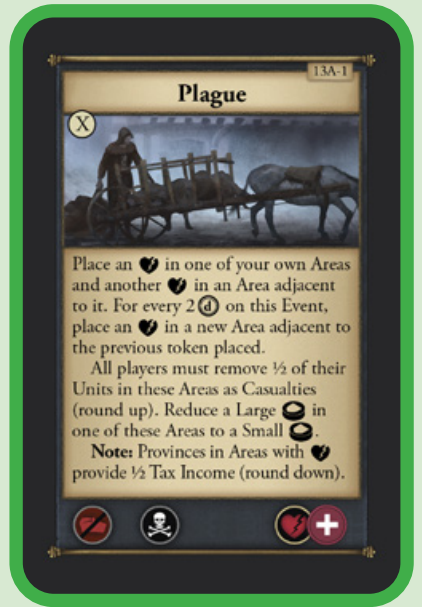 13A-1
Plague
X
Place an in one of your own Areas
and another in an Area adjacent
to it. For every 2 d on this Event,
place an in a new Area adjacent to
the previous token placed.
All players must remove ½ of their
Units in these Areas as Casualties
(round up). Reduce a Large in
one of these Areas to a Small .
Note: Provinces in Areas with
provide ½ Tax Income (round down).